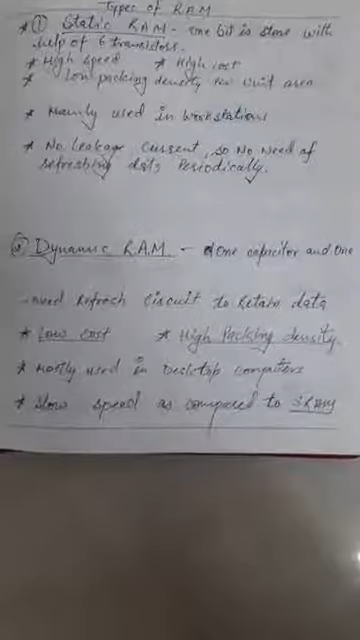 Types of RAM
* ① Static RAM - one bit is store with
help of 6 transistors.
* High Speed * High cost
* Low packing density Per Unit area
* Mainly used in workstations
* No Leakage Current, so No Need of
refreshing data Periodically.
② Dynamic RAM - One capacitor and one
- need Refresh circuit to Retain data
* Low cost * High Packing density.
* Mostly used in Desktop computers
* Slow speed as compared to SRAM